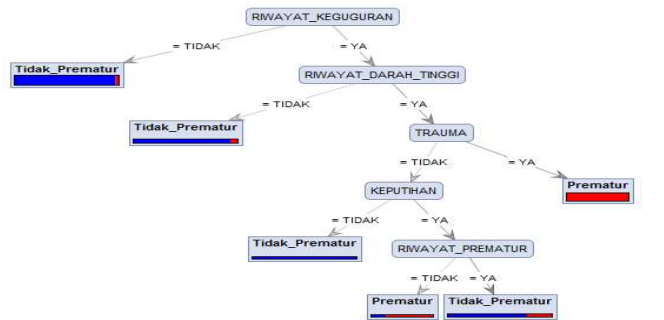 RIWAYAT_KEGUGURAN
= TIDAK = YA
Tidak_Prematur
RIWAYAT_DARAH_TINGGI
= TIDAK = YA
Tidak_Prematur
TRAUMA
= TIDAK = YA
KEPUTIHAN
Prematur
= TIDAK = YA
Tidak_Prematur
RIWAYAT_PREMATUR
= TIDAK = YA
Prematur Tidak_Prematur